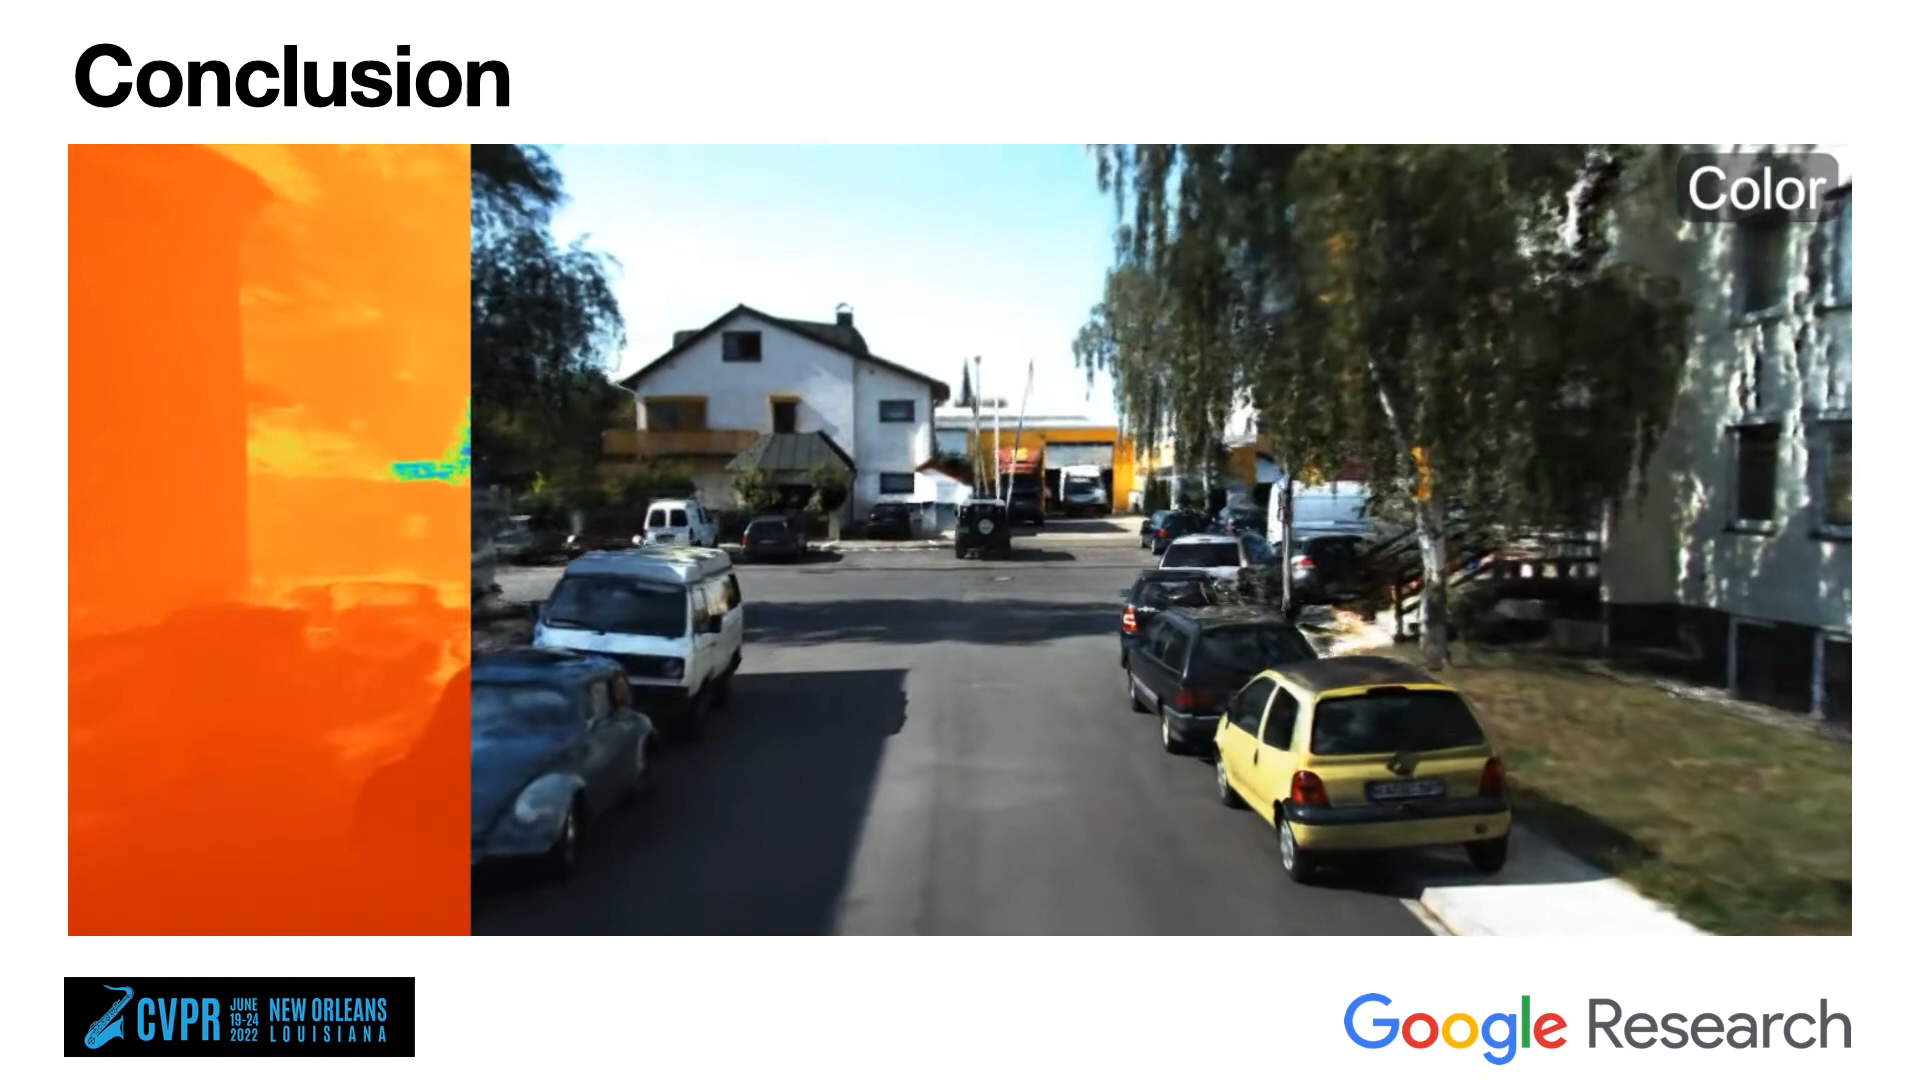 Conclusion
Color
CVPR
JUNE
19-24
2022
NEW ORLEANS
LOUISIANA
Google Research